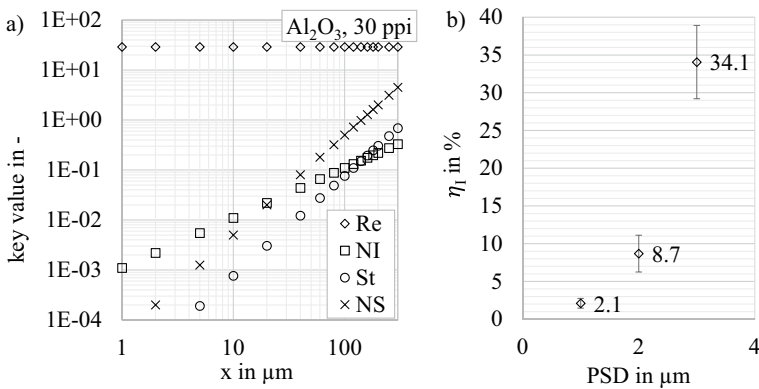 a)
Al₂O₃, 30 ppi
key value in -
1E+02
1E+01
1E+00
1E-01
1E-02
1E-03
1E-04
1
10
100
x in µm
Re
NI
St
NS
b)
η_I in %
40
35
30
25
20
15
10
5
0
34.1
8.7
2.1
0
2
4
PSD in µm